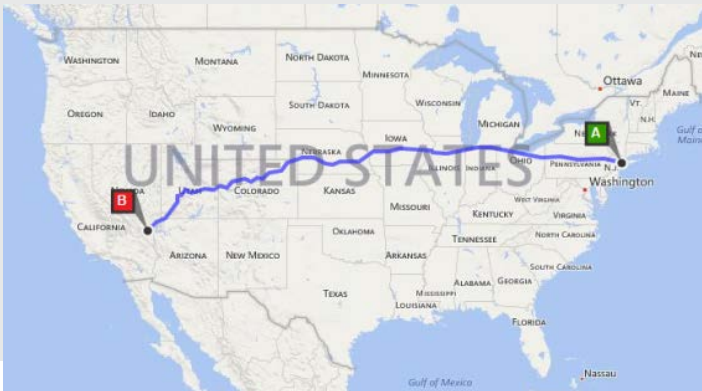 Ottawa
WASHINGTON
MONTANA
NORTH DAKOTA
MINNESOTA
MAINE
OREGON
IDAHO
SOUTH DAKOTA
WISCONSIN
MICHIGAN
VT.
N.H.
WYOMING
A
Gulf of
Maine
NEBRASKA
IOWA
ILLINOIS
INDIANA
OHIO
PENNSYLVANIA
N.J.
UNITED STATES
Washington
NEVADA
UTAH
COLORADO
KANSAS
MISSOURI
WEST VIRGINIA
VIRGINIA
KENTUCKY
B
CALIFORNIA
ARIZONA
NEW MEXICO
OKLAHOMA
ARKANSAS
TENNESSEE
NORTH CAROLINA
SOUTH CAROLINA
TEXAS
MISSISSIPPI
ALABAMA
GEORGIA
LOUISIANA
FLORIDA
Gulf of Mexico
Nassau